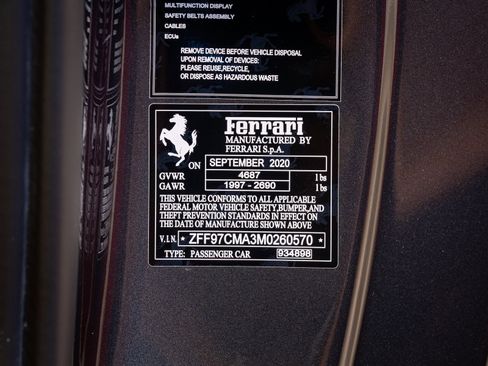 MULTIFUNCTION DISPLAY
SAFETY BELTS ASSEMBLY
CABLES
ECUs
REMOVE DEVICE BEFORE VEHICLE DISPOSAL
UPON REMOVAL OF DEVICES:
PLEASE REUSE,RECYCLE,
OR DISPOSE AS HAZARDOUS WASTE
Ferrari
MANUFACTURED BY
FERRARI S.p.A.
ON SEPTEMBER 2020
GVWR 4687 lbs
GAWR 1997 - 2690 lbs
THIS VEHICLE CONFORMS TO ALL APPLICABLE
FEDERAL MOTOR VEHICLE SAFETY,BUMPER,AND
THEFT PREVENTION STANDARDS IN EFFECT ON
THE DATE OF MANUFACTURE SHOWN ABOVE
V.I.N. * ZFF97CMA3M0260570 *
TYPE: PASSENGER CAR 934898